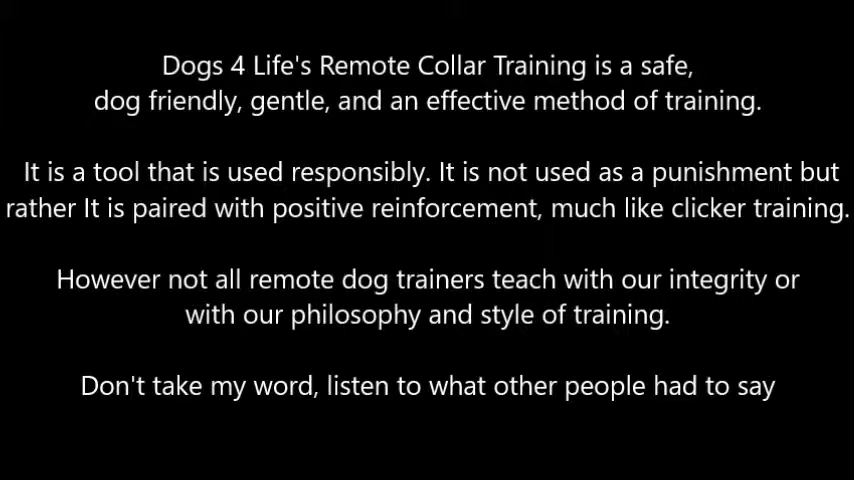 Dogs 4 Life's Remote Collar Training is a safe,
dog friendly, gentle, and an effective method of training.
It is a tool that is used responsibly. It is not used as a punishment but
rather It is paired with positive reinforcement, much like clicker training.
However not all remote dog trainers teach with our integrity or
with our philosophy and style of training.
Don't take my word, listen to what other people had to say